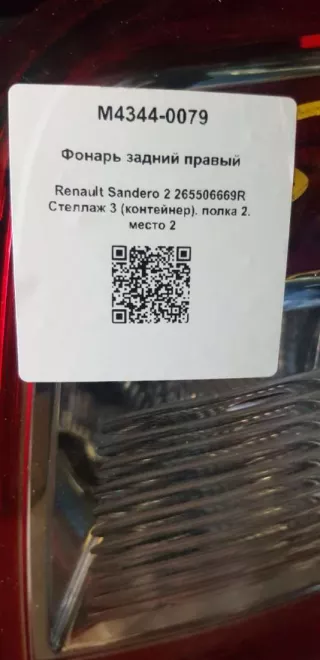 M4344-0079
Фонарь задний правый
Renault Sandero 2 265506669R
Стеллаж 3 (контейнер). полка 2.
место 2